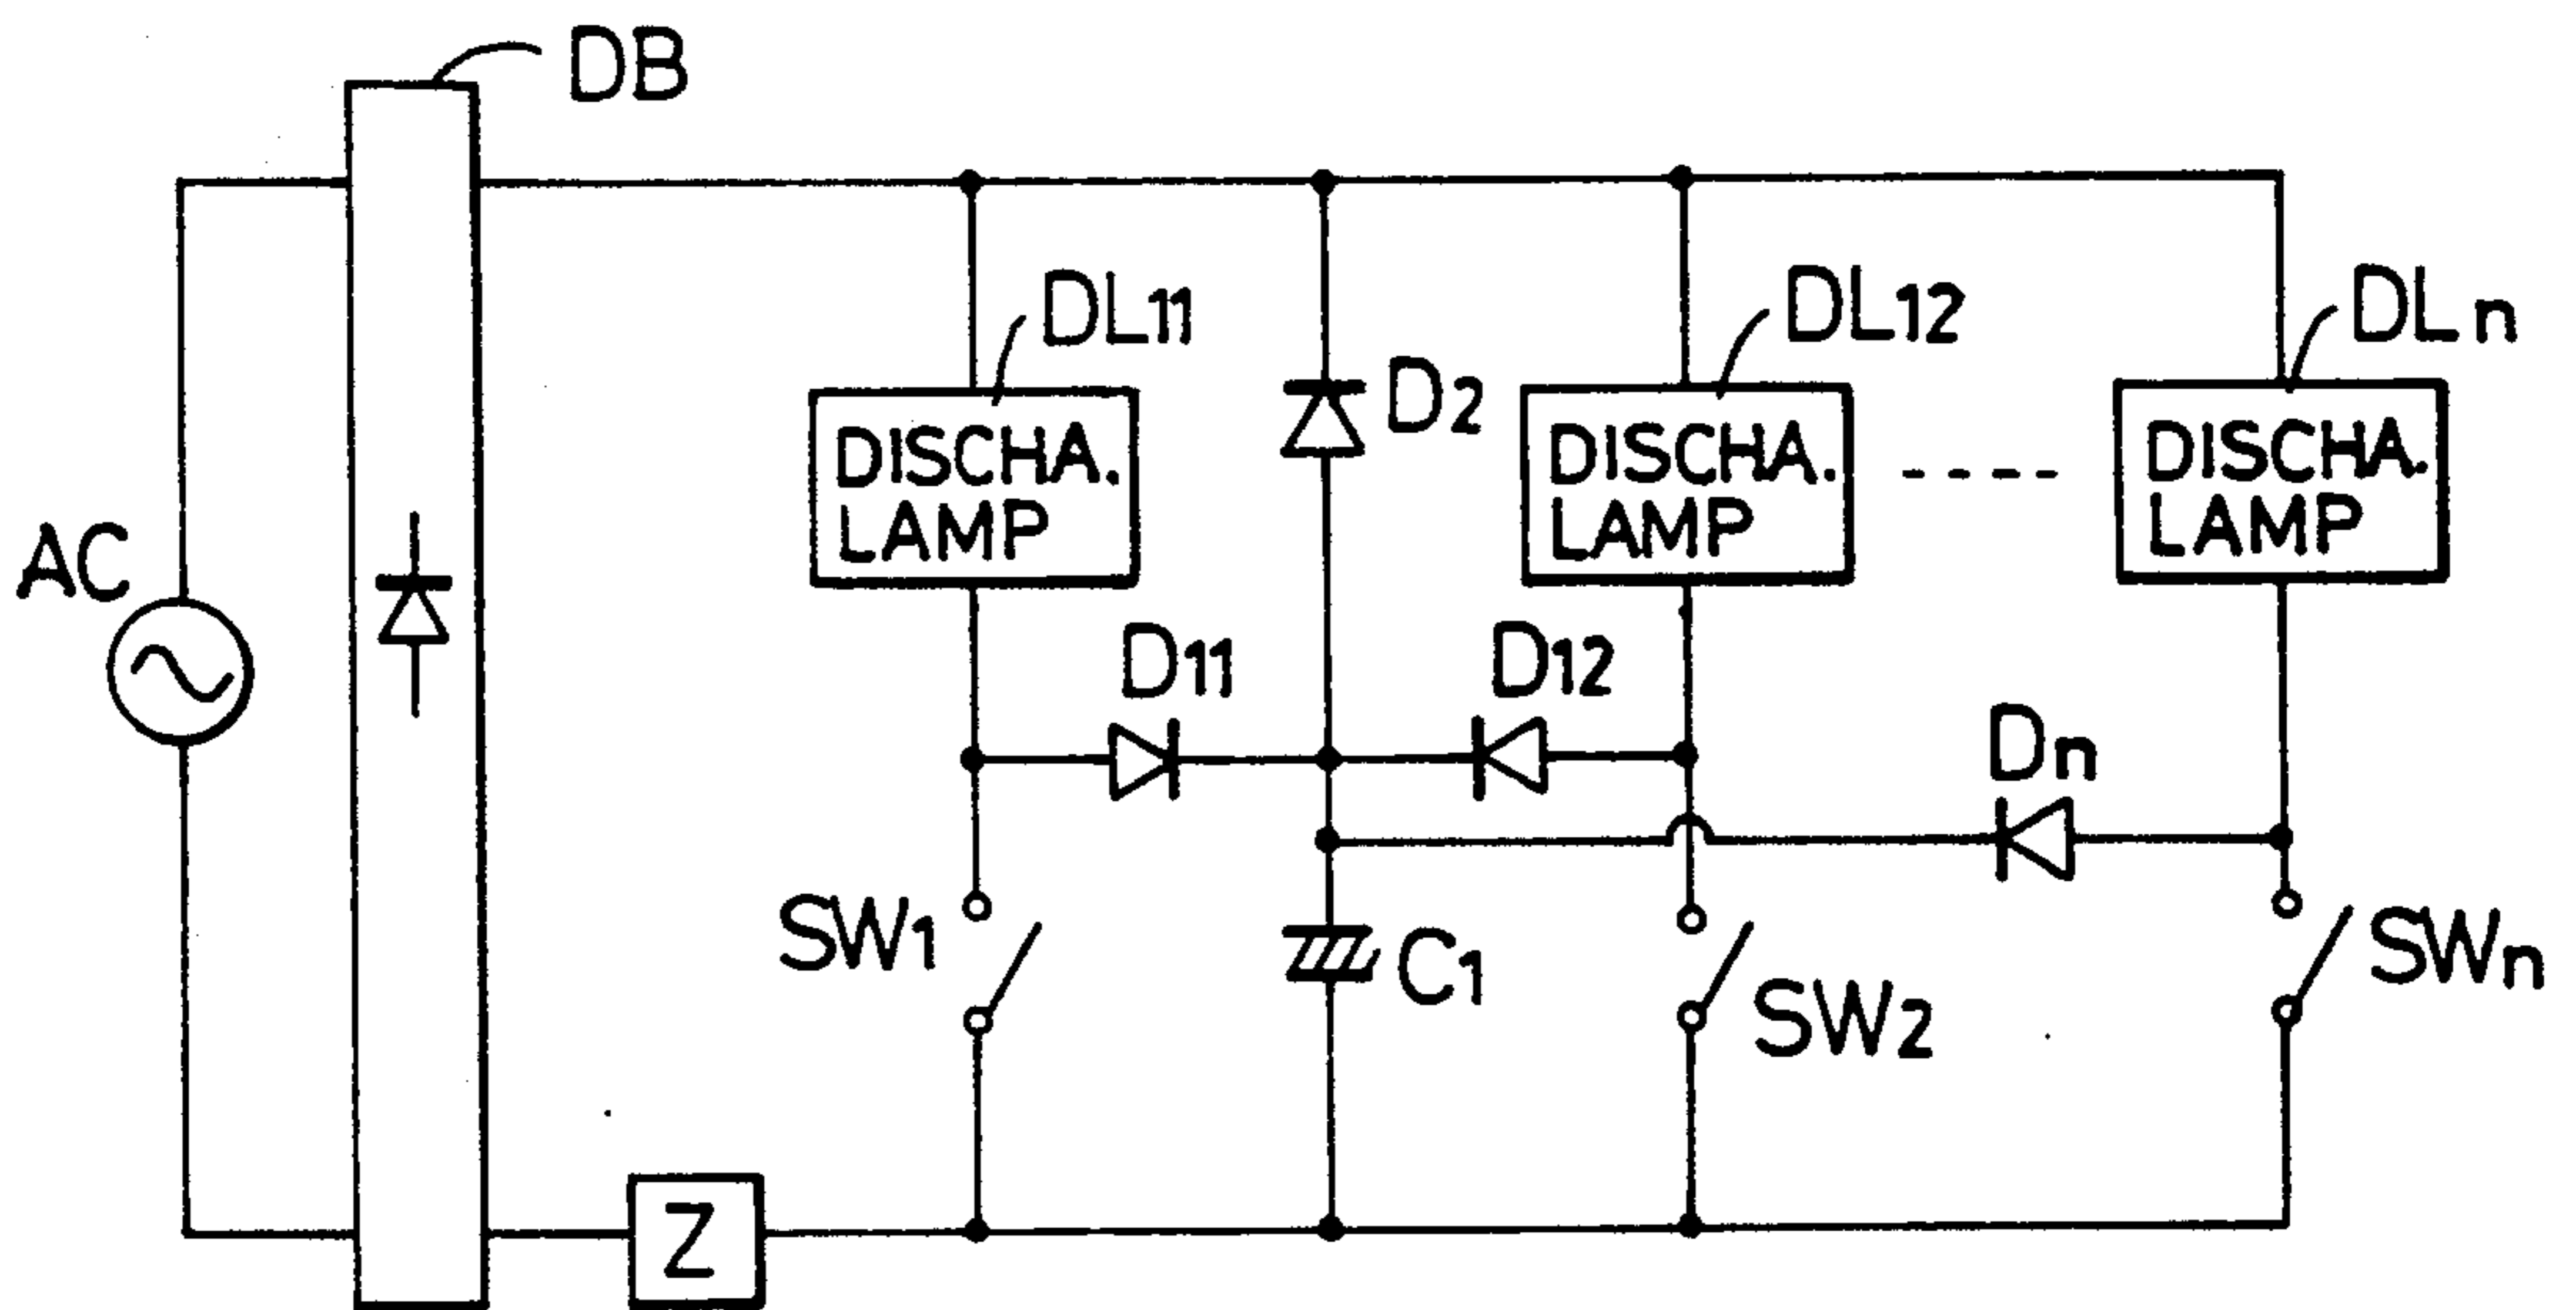 DB
DL11
DL12
DLn
D2
DISCHA.
LAMP
DISCHA.
LAMP
DISCHA.
LAMP
AC
D11
D12
Dn
SW1
C1
SW2
SWn
Z